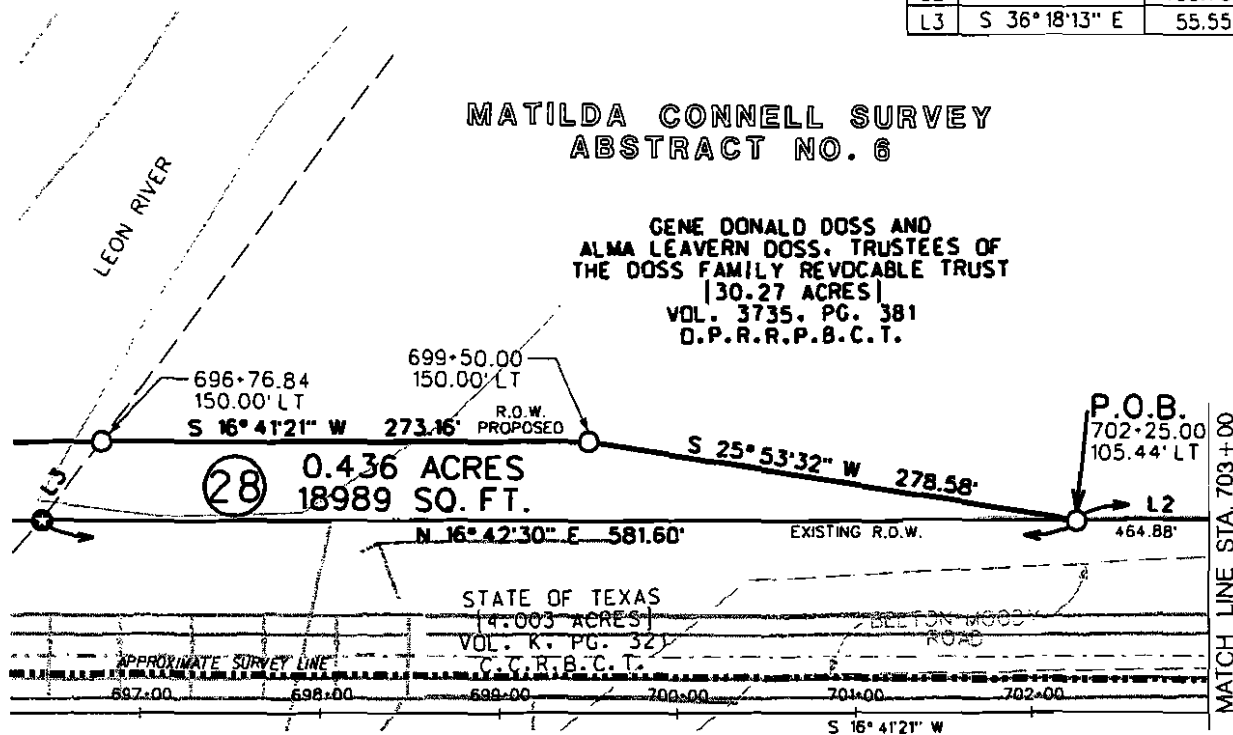 L3 S 36°18'13" E 55.55
MATILDA CONNELL SURVEY
ABSTRACT NO. 6
LEON RIVER
GENE DONALD DOSS AND
ALMA LEAVERN DOSS, TRUSTEES OF
THE DOSS FAMILY REVOCABLE TRUST
[30.27 ACRES]
VOL. 3735, PG. 381
O.P.R.R.P.B.C.T.
696+76.84
150.00' LT
699+50.00
150.00' LT
P.O.B.
702+25.00
105.44' LT
S 16°41'21" W 273.16'
R.O.W.
PROPOSED
S 25°53'32" W 278.58'
28
0.436 ACRES
18989 SQ. FT.
L3
L2
464.88'
N 16°42'30" E 581.60'
EXISTING R.O.W.
STATE OF TEXAS
[4.003 ACRES]
VOL. K, PG. 32
C.C.R.B.C.T.
BELTON MOODY
ROAD
APPROXIMATE SURVEY LINE
697+00 698+00 699+00 700+00 701+00 702+00
S 16°41'21" W
MATCH LINE STA. 703+00